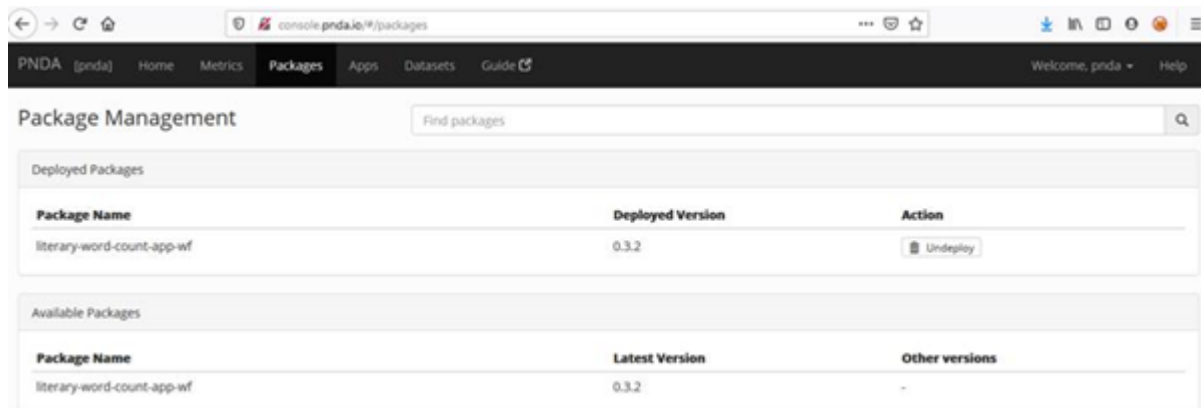 console.pnda.io/#/packages
PNDA [pnda] Home Metrics Packages Apps Datasets Guide Welcome, pnda Help
Package Management Find packages
Deployed Packages
Package Name Deployed Version Action
literary-word-count-app-wf 0.3.2 Undeploy
Available Packages
Package Name Latest Version Other versions
literary-word-count-app-wf 0.3.2 -